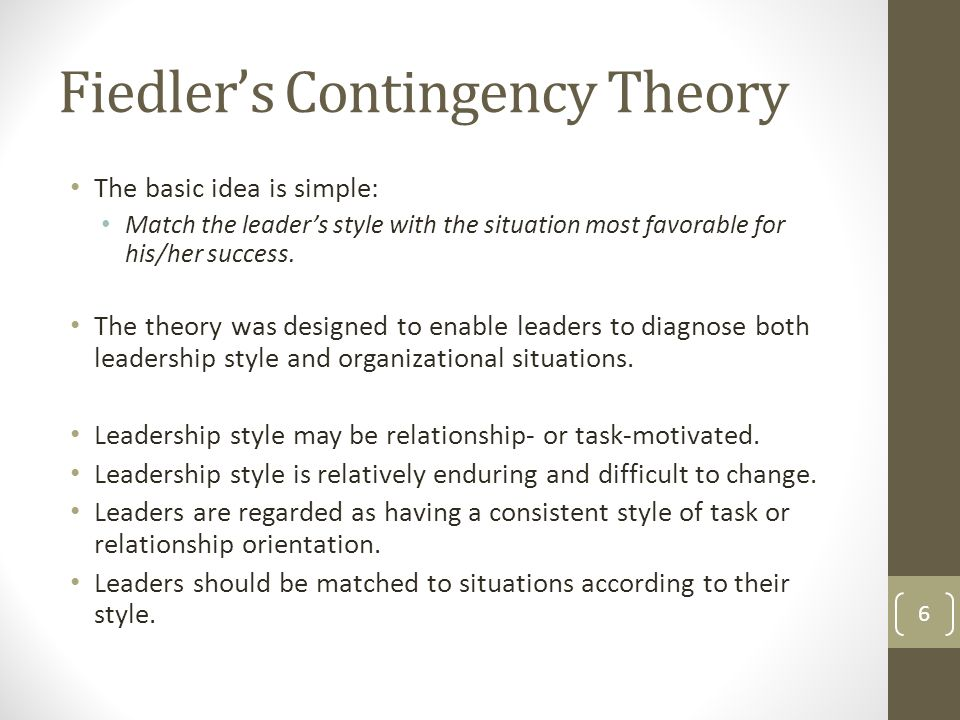 Fiedler’s Contingency Theory
• The basic idea is simple:
• Match the leader’s style with the situation most favorable for
his/her success.
• The theory was designed to enable leaders to diagnose both
leadership style and organizational situations.
• Leadership style may be relationship- or task-motivated.
• Leadership style is relatively enduring and difficult to change.
• Leaders are regarded as having a consistent style of task or
relationship orientation.
• Leaders should be matched to situations according to their
style.
6